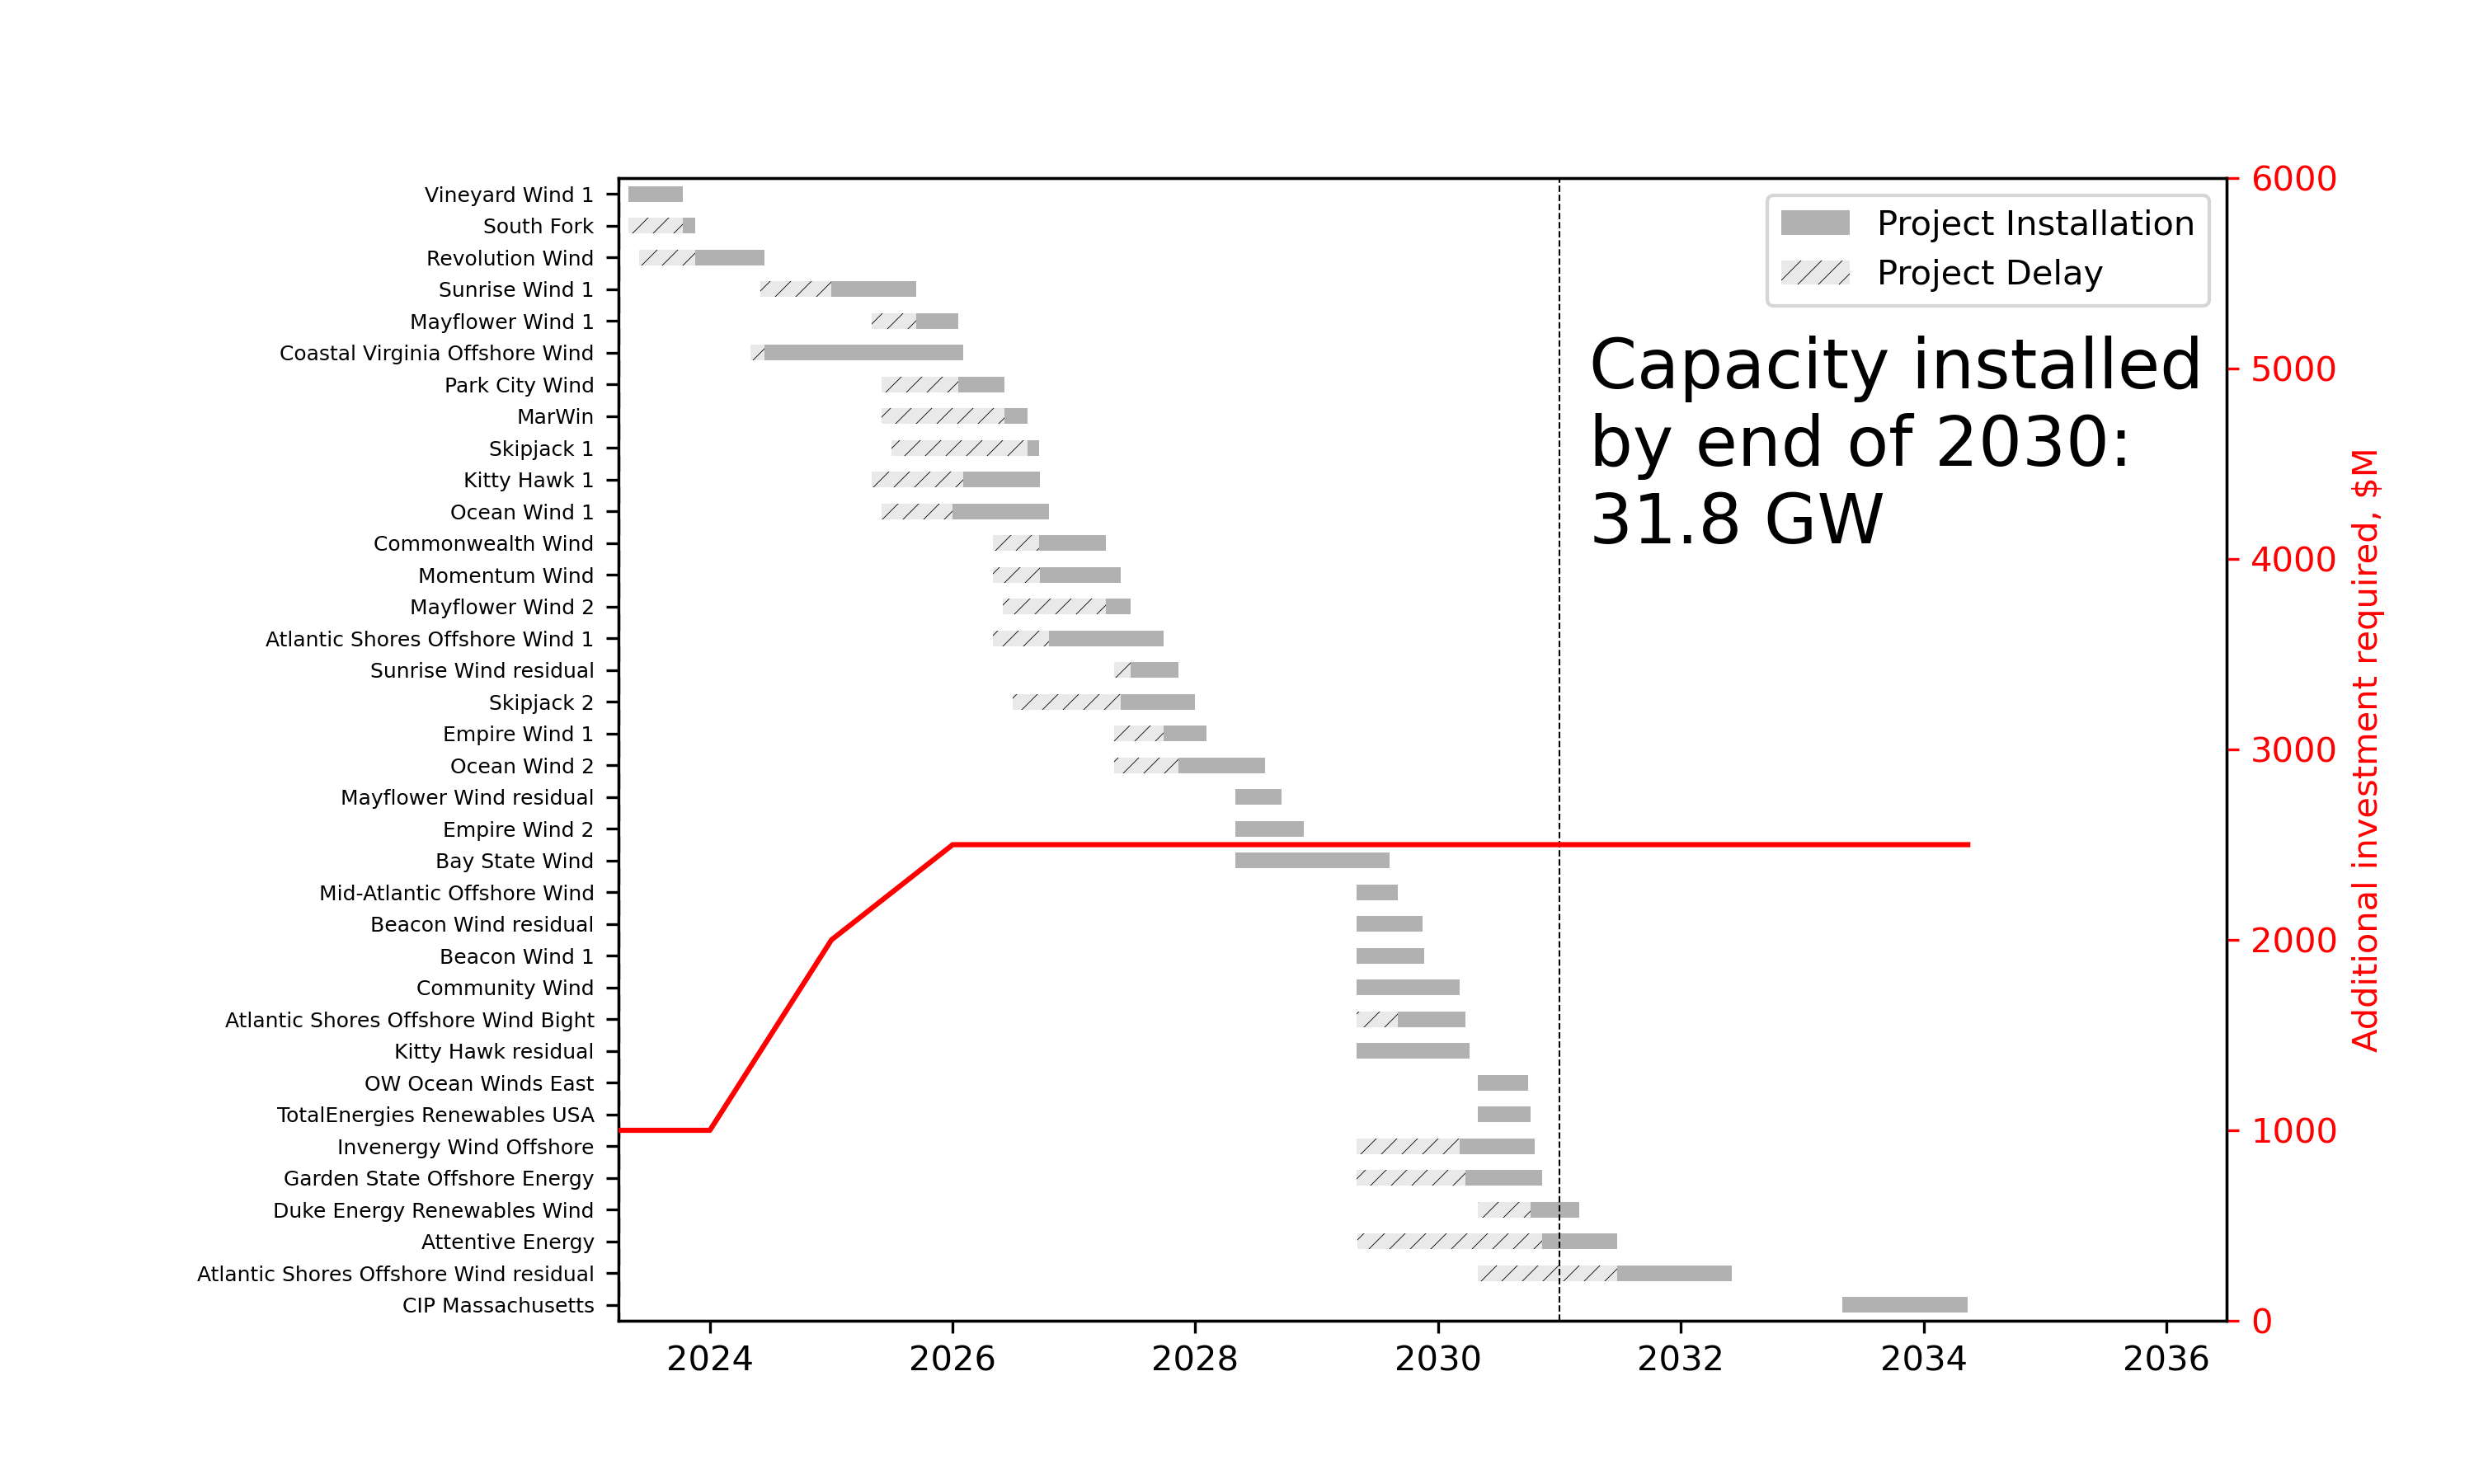 Vineyard Wind 1
South Fork
Revolution Wind
Sunrise Wind 1
Mayflower Wind 1
Coastal Virginia Offshore Wind
Park City Wind
MarWin
Skipjack 1
Kitty Hawk 1
Ocean Wind 1
Commonwealth Wind
Momentum Wind
Mayflower Wind 2
Atlantic Shores Offshore Wind 1
Sunrise Wind residual
Skipjack 2
Empire Wind 1
Ocean Wind 2
Mayflower Wind residual
Empire Wind 2
Bay State Wind
Mid-Atlantic Offshore Wind
Beacon Wind residual
Beacon Wind 1
Community Wind
Atlantic Shores Offshore Wind Bight
Kitty Hawk residual
OW Ocean Winds East
TotalEnergies Renewables USA
Invenergy Wind Offshore
Garden State Offshore Energy
Duke Energy Renewables Wind
Attentive Energy
Atlantic Shores Offshore Wind residual
CIP Massachusetts
Project Installation
Project Delay
Capacity installed
by end of 2030:
31.8 GW
6000
5000
4000
3000
2000
1000
0
Additional investment required, $M
2024 2026 2028 2030 2032 2034 2036